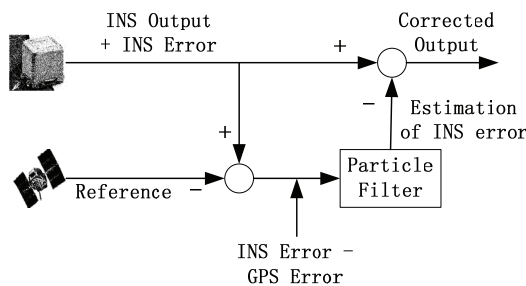 INS Output
+ INS Error
Corrected
Output
+
−
Estimation
of INS error
+
Reference
−
Particle
Filter
INS Error −
GPS Error